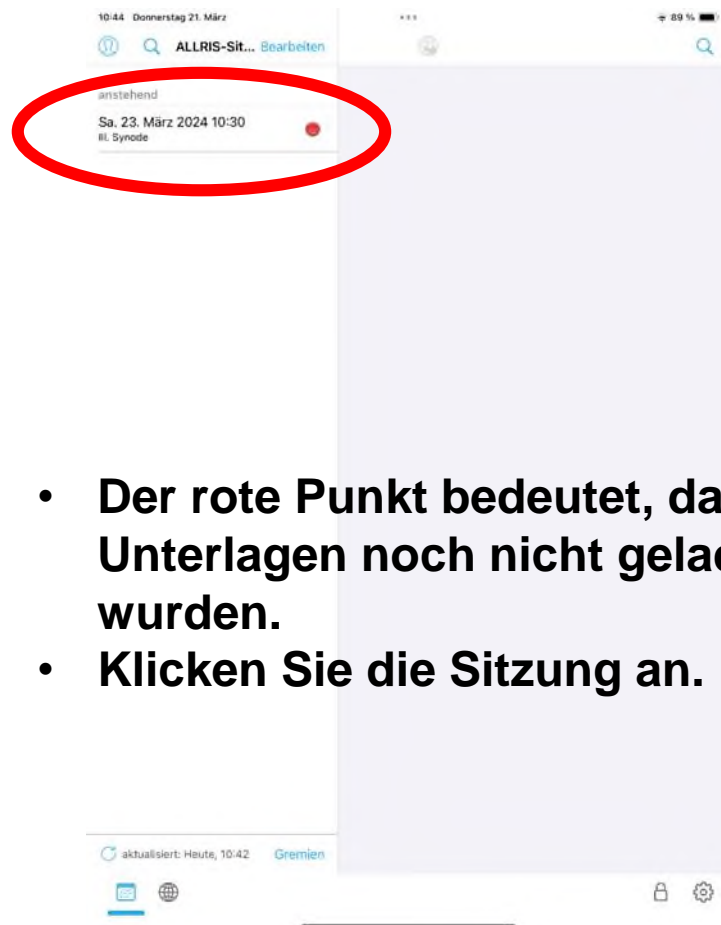 10:44 Donnerstag 21. März
89 %
ALLRIS-Sit... Bearbeiten
anstehend
Sa. 23. März 2024 10:30
III. Synode
• Der rote Punkt bedeutet, da
Unterlagen noch nicht gelad
wurden.
• Klicken Sie die Sitzung an.
aktualisiert: Heute, 10:42 Gremien